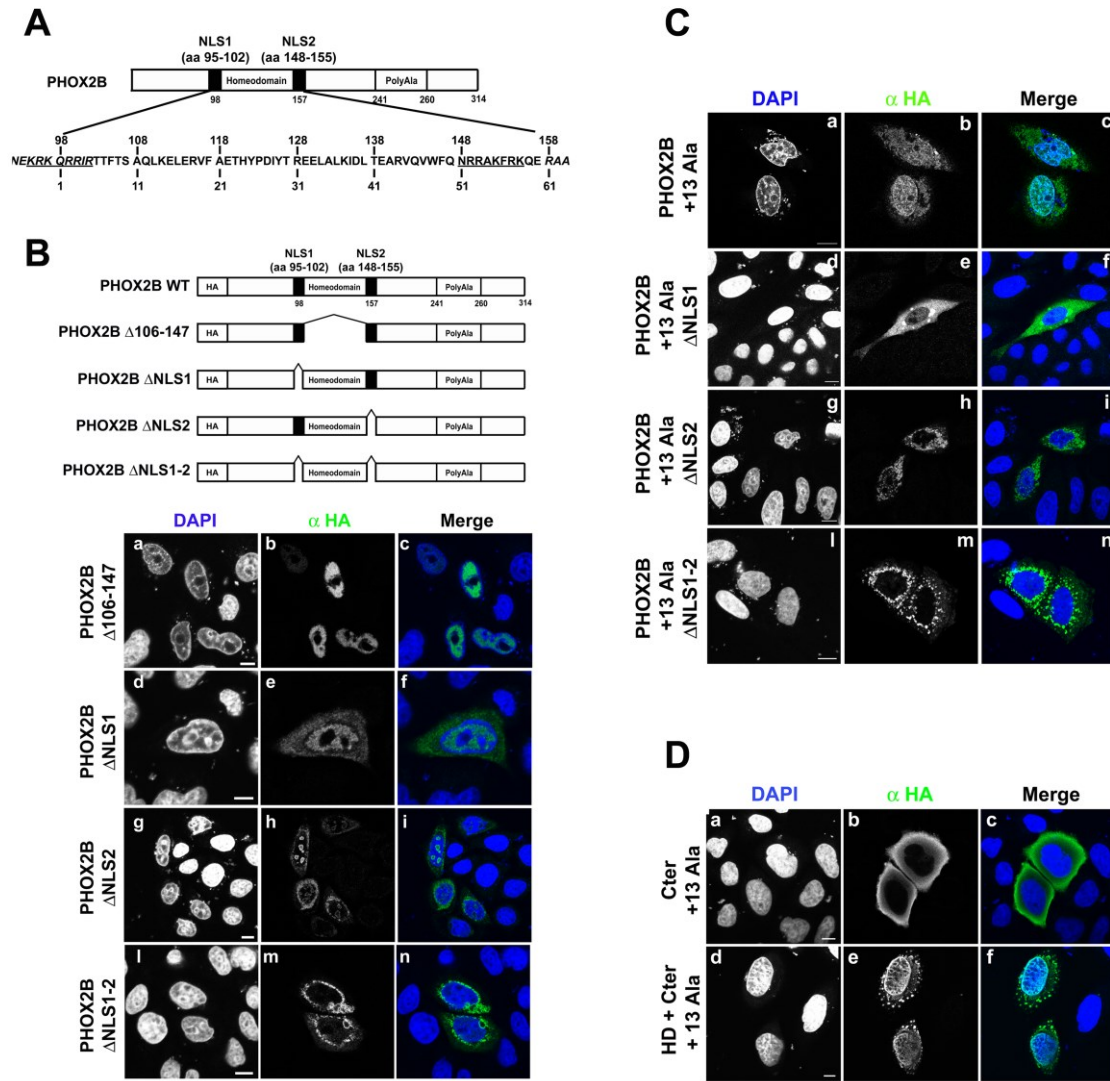 A
NLS1 NLS2
(aa 95-102) (aa 148-155)
PHOX2B Homeodomain PolyAla
98 157 241 260 314
98 108 118 128 138 148 158
NEKRK QRRIRTTFTS AQLKELERVF AETHYPDIYT REELALKIDL TEARVQVWFQ NRRAKFRKQE RAA
1 11 21 31 41 51 61
B
NLS1 NLS2
(aa 95-102) (aa 148-155)
PHOX2B WT HA Homeodomain PolyAla
98 157 241 260 314
PHOX2B Δ106-147 HA PolyAla
PHOX2B ΔNLS1 HA Homeodomain PolyAla
PHOX2B ΔNLS2 HA Homeodomain PolyAla
PHOX2B ΔNLS1-2 HA Homeodomain PolyAla
DAPI α HA Merge
PHOX2B
Δ106-147
a b c
PHOX2B
ΔNLS1
d e f
PHOX2B
ΔNLS2
g h i
PHOX2B
ΔNLS1-2
l m n
C
DAPI α HA Merge
PHOX2B
+13 Ala
a b c
PHOX2B
+13 Ala
ΔNLS1
d e f
PHOX2B
+13 Ala
ΔNLS2
g h i
PHOX2B
+13 Ala
ΔNLS1-2
l m n
D
DAPI α HA Merge
Cter
+13 Ala
a b c
HD + Cter
+ 13 Ala
d e f